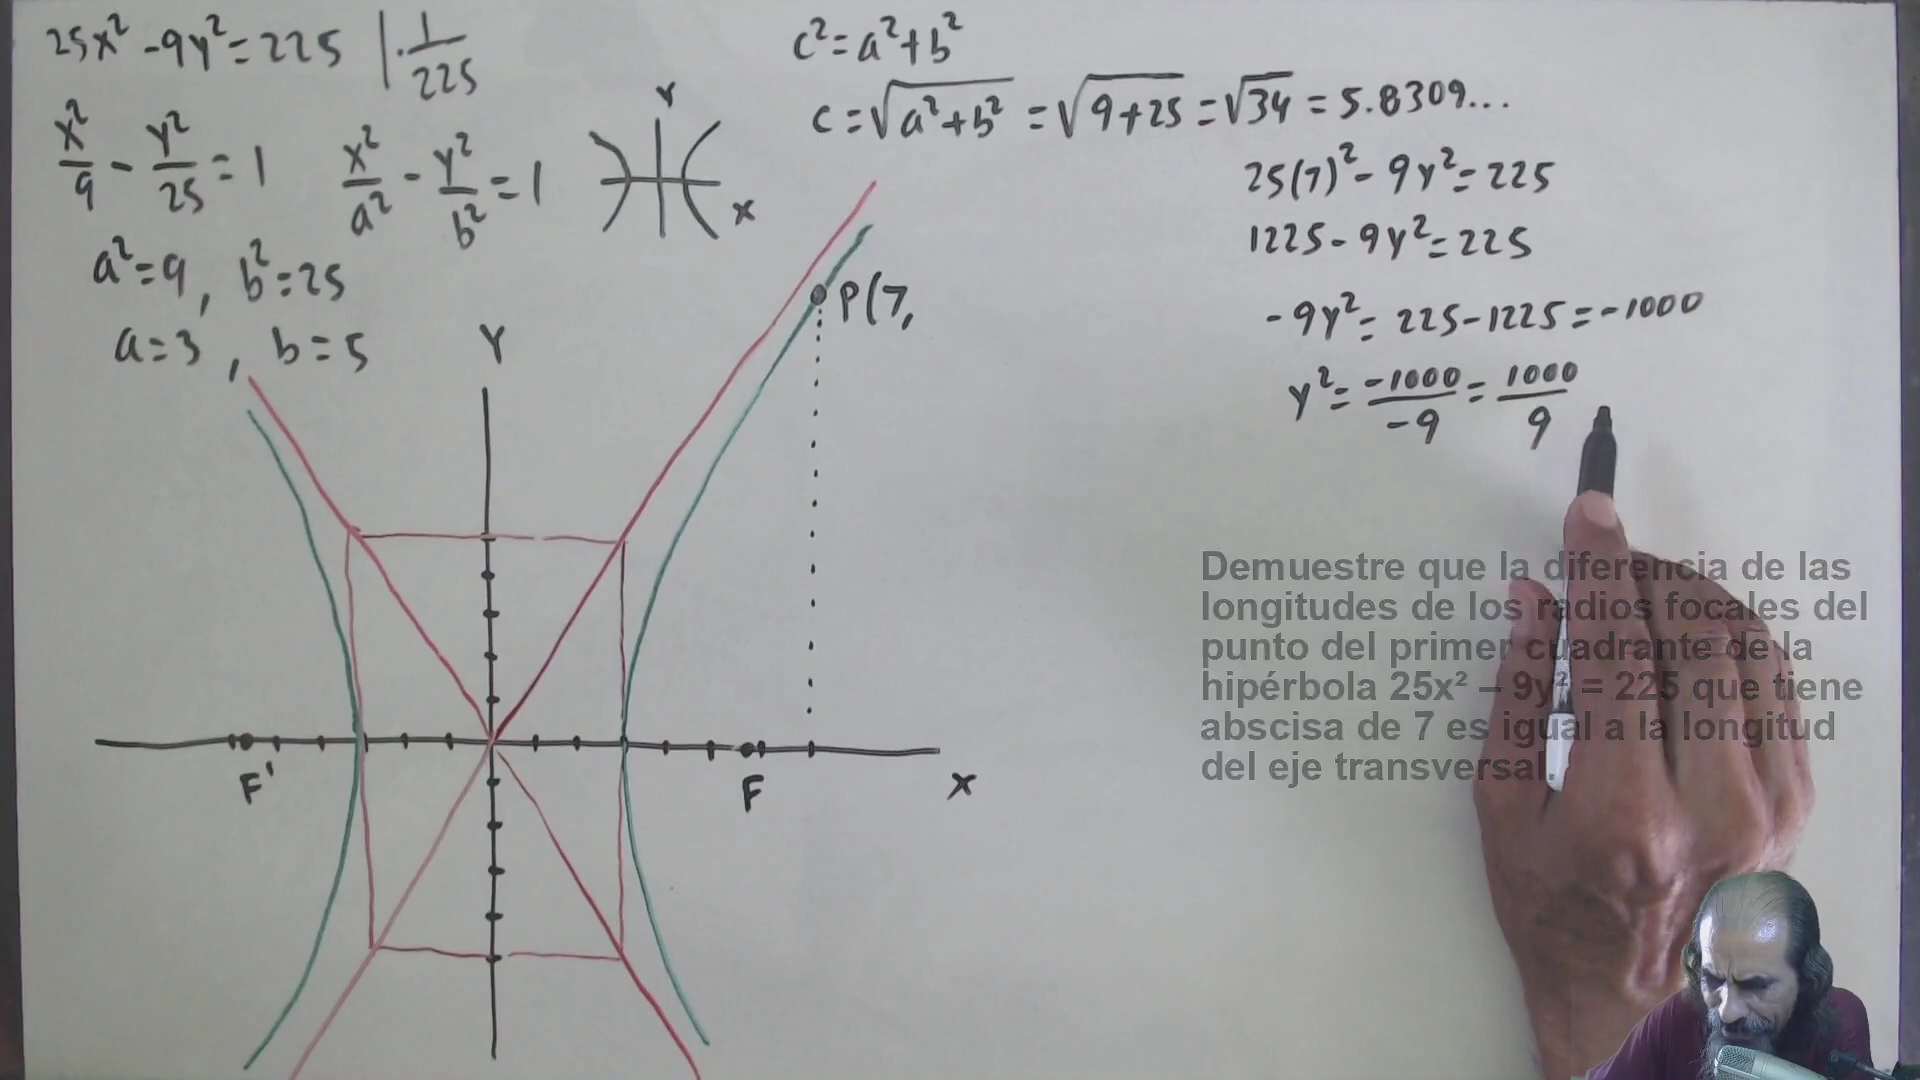 25x² - 9y² = 225 | · 1/225
x²/9 - y²/25 = 1
x²/a² - y²/b² = 1
a² = 9, b² = 25
a = 3, b = 5
Y
X
c² = a² + b²
c = √(a² + b²) = √(9+25) = √34 = 5.8309...
25(7)² - 9y² = 225
1225 - 9y² = 225
-9y² = 225 - 1225 = -1000
y² = -1000/-9 = 1000/9
Y
P(7,
F'
F
X
Demuestre que la diferencia de las
longitudes de los radios focales del
punto del primer cuadrante de la
hipérbola 25x² – 9y² = 225 que tiene
abscisa de 7 es igual a la longitud
del eje transversal.